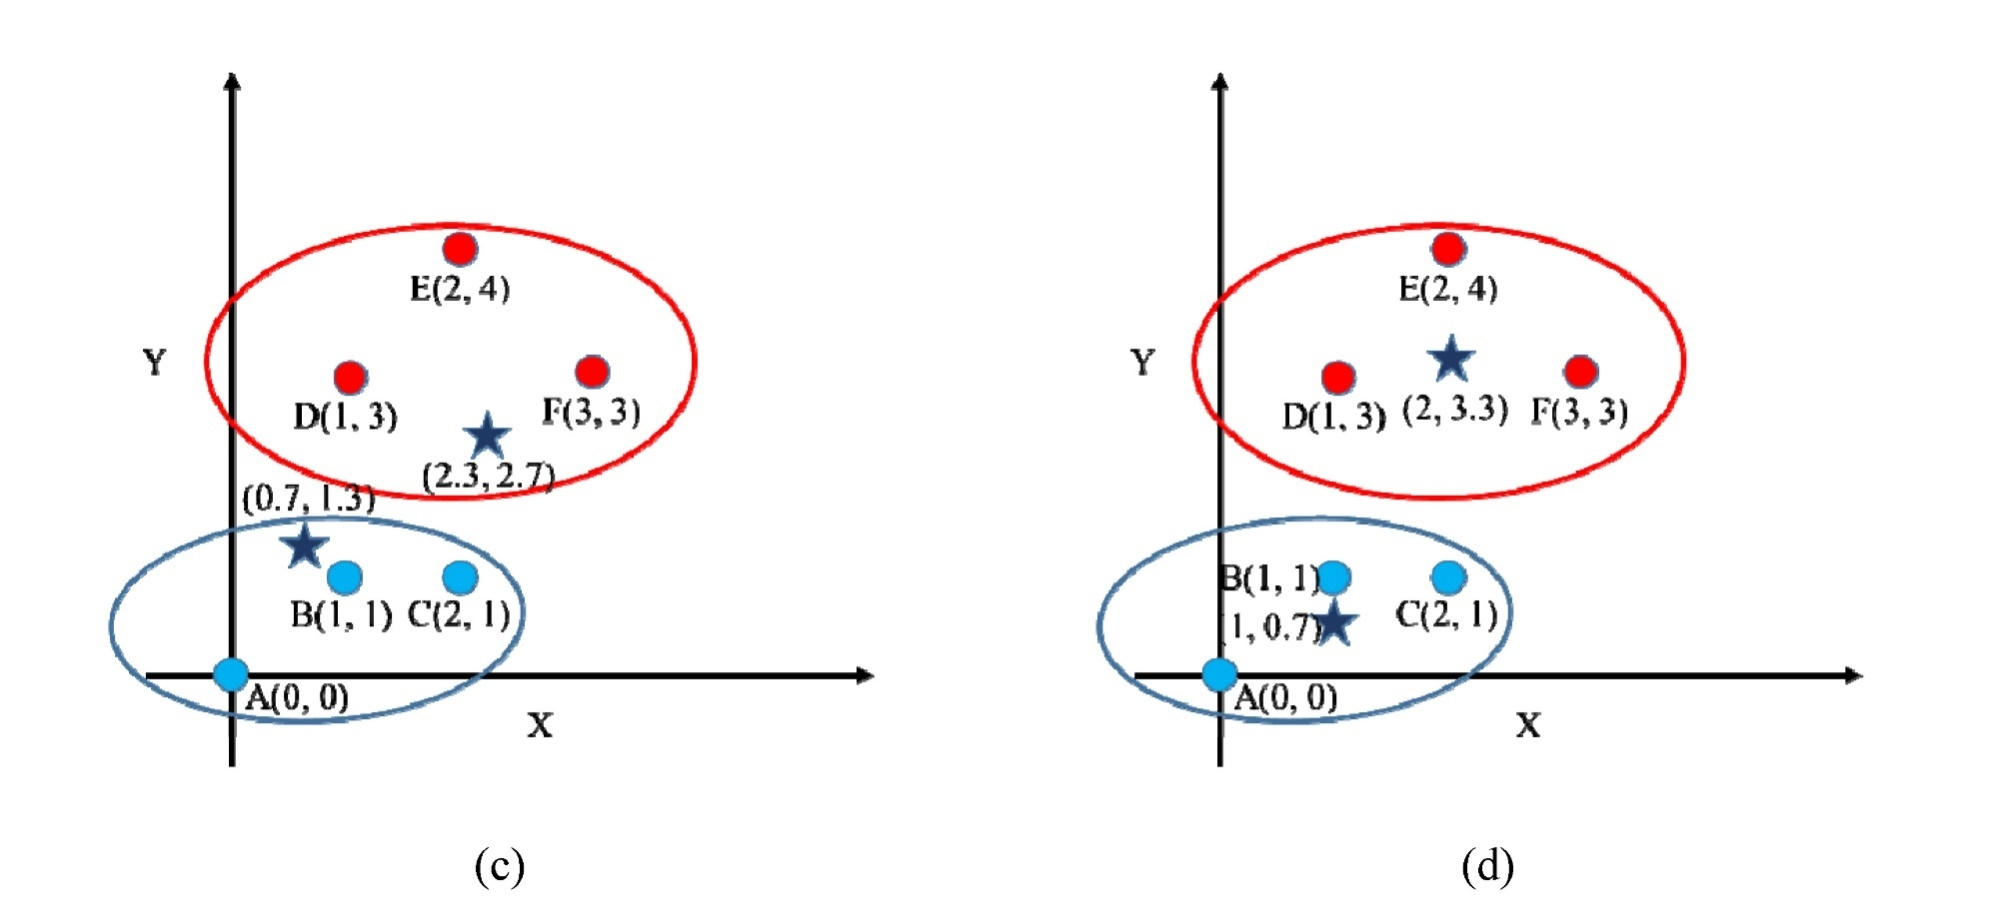 E(2, 4)
Y
D(1, 3)
F(3, 3)
(2.3, 2.7)
(0.7, 1.3)
B(1, 1)
C(2, 1)
A(0, 0)
X
(c)
E(2, 4)
Y
D(1, 3)
(2, 3.3)
F(3, 3)
B(1, 1)
(1, 0.7)
C(2, 1)
A(0, 0)
X
(d)